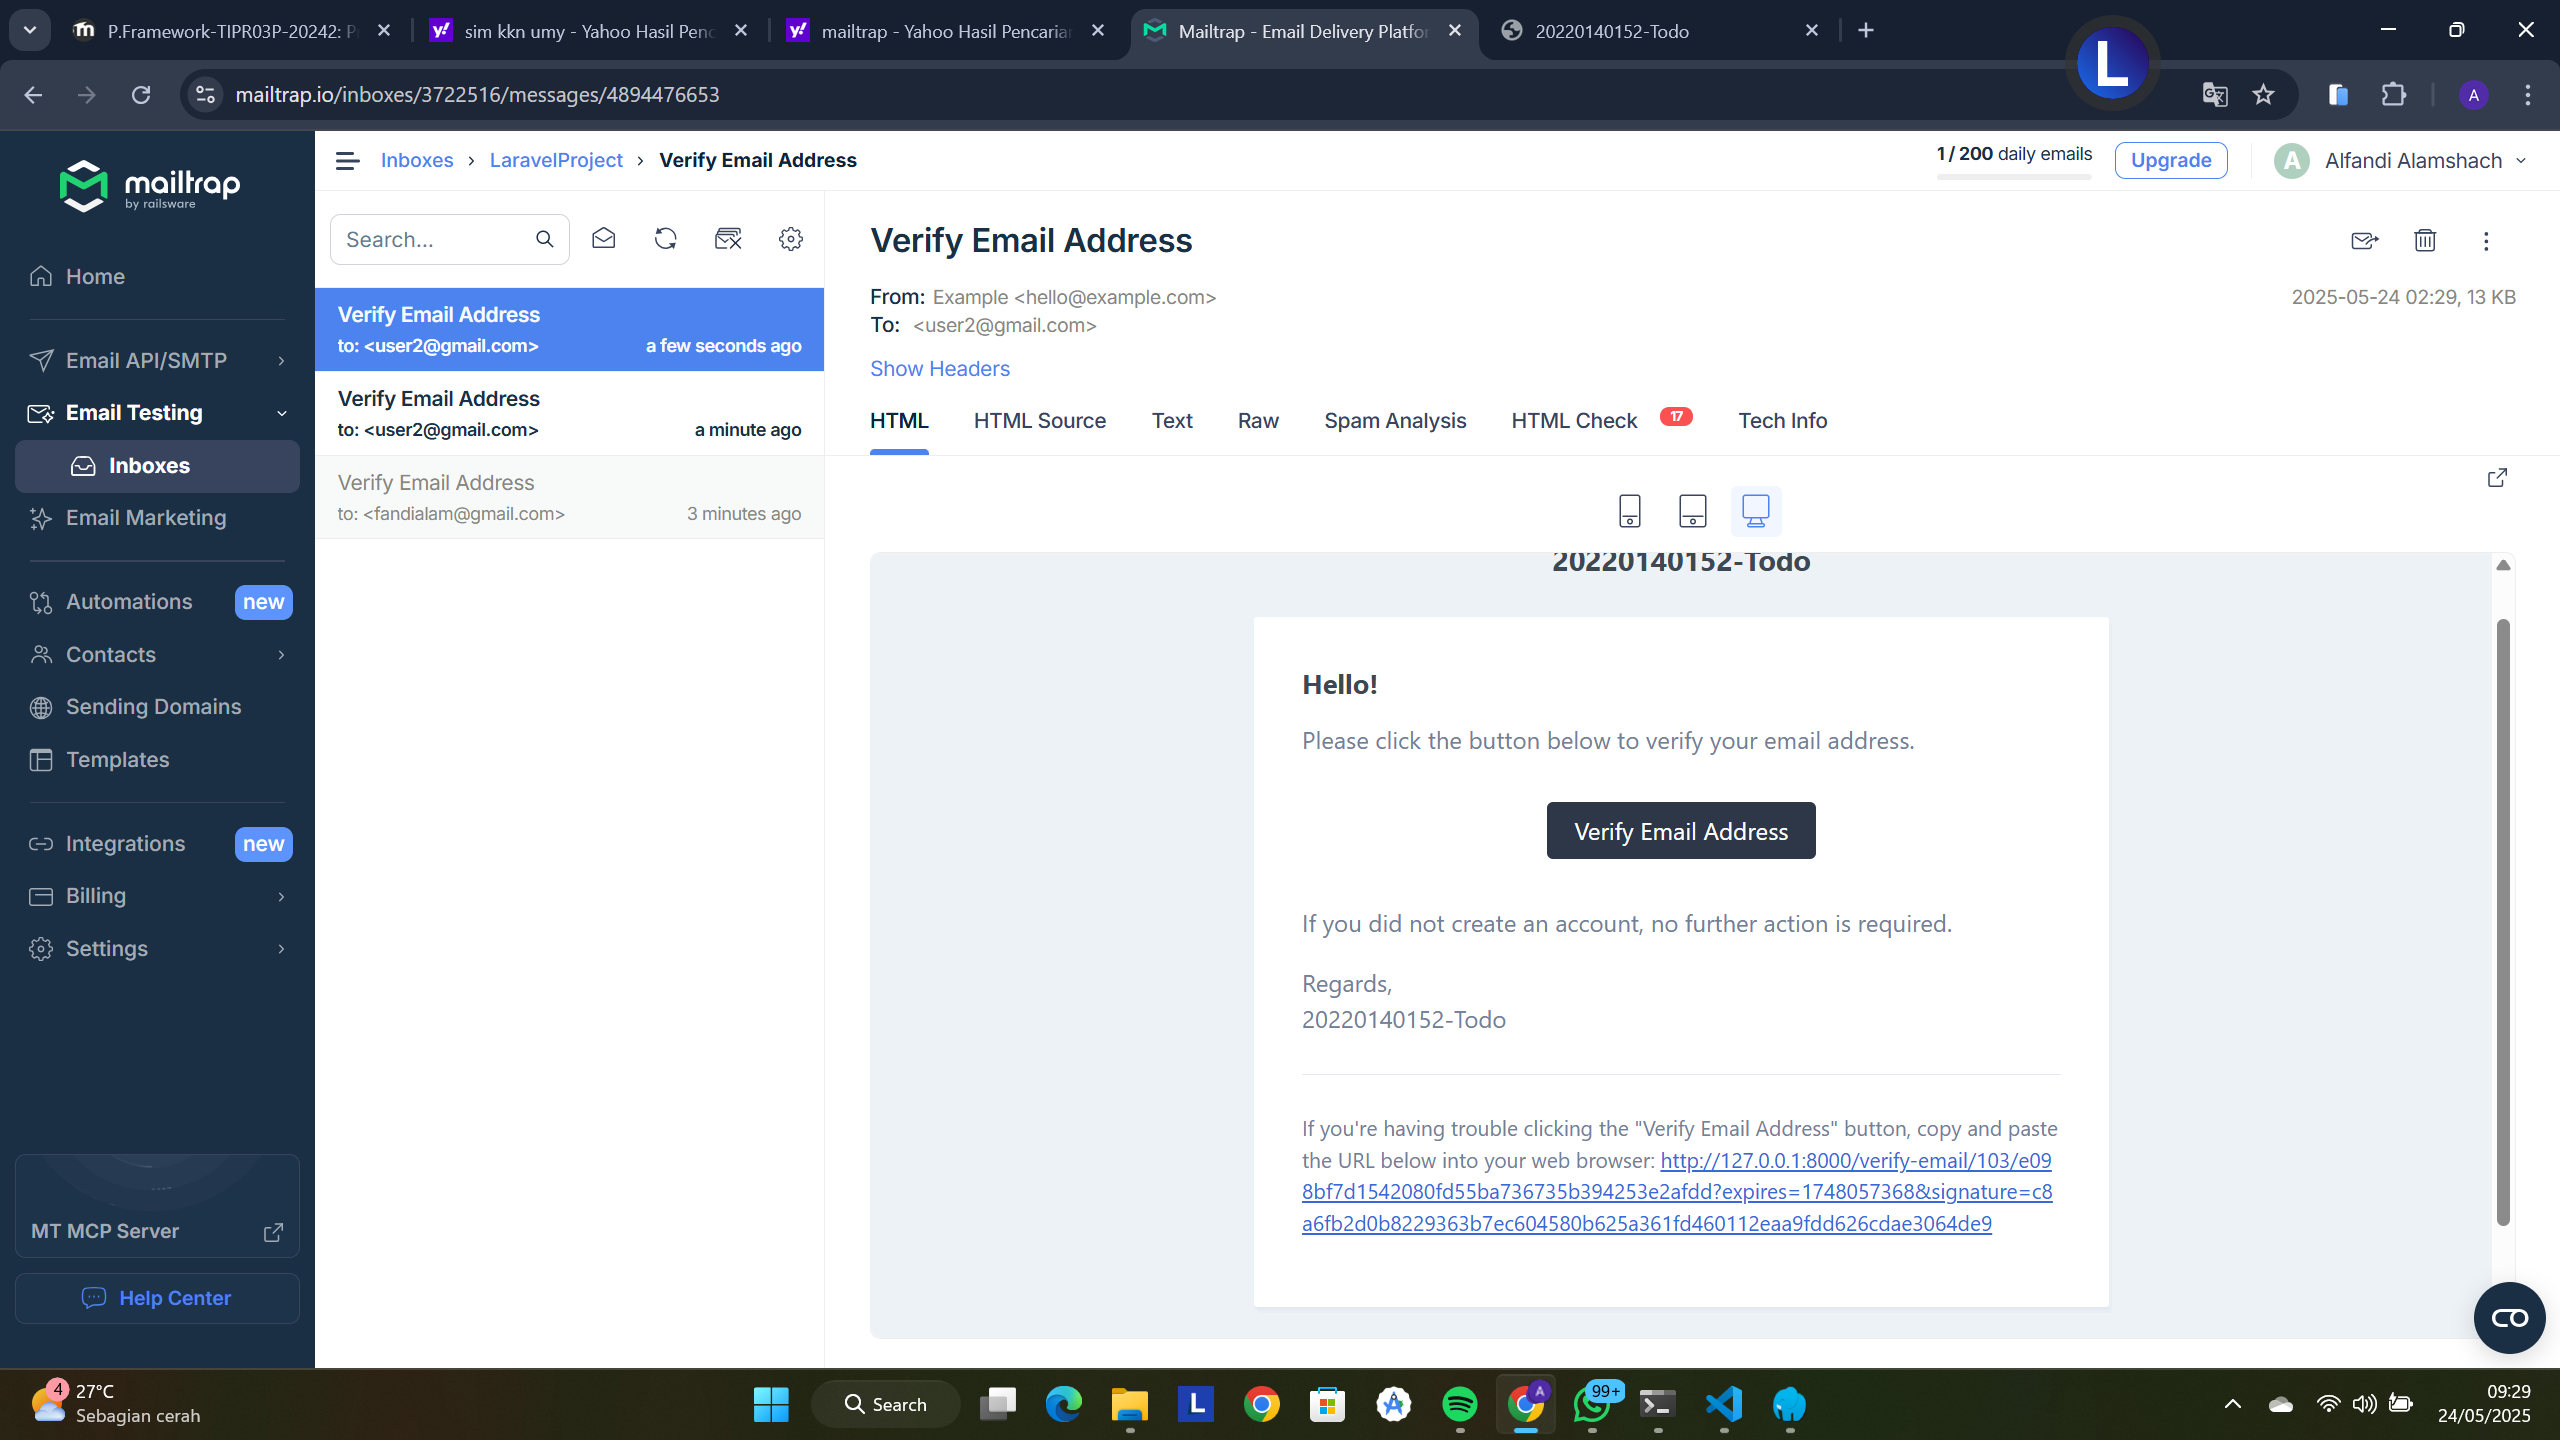 P.Framework-TIPR03P-20242: P
sim kkn umy - Yahoo Hasil Penc
mailtrap - Yahoo Hasil Pencarian
Mailtrap - Email Delivery Platfor
20220140152-Todo
L
mailtrap.io/inboxes/3722516/messages/4894476653
A
mailtrap
by railsware
Home
Email API/SMTP
Email Testing
Inboxes
Email Marketing
Automations new
Contacts
Sending Domains
Templates
Integrations new
Billing
Settings
MT MCP Server
Help Center
Inboxes › LaravelProject › Verify Email Address
1 / 200 daily emails
Upgrade
A Alfandi Alamshach
Search...
Verify Email Address
to: <user2@gmail.com> a few seconds ago
Verify Email Address
to: <user2@gmail.com> a minute ago
Verify Email Address
to: <fandialam@gmail.com> 3 minutes ago
Verify Email Address
From: Example <hello@example.com>
2025-05-24 02:29, 13 KB
To: <user2@gmail.com>
Show Headers
HTML HTML Source Text Raw Spam Analysis HTML Check 17 Tech Info
20220140152-Todo
Hello!
Please click the button below to verify your email address.
Verify Email Address
If you did not create an account, no further action is required.
Regards,
20220140152-Todo
If you're having trouble clicking the "Verify Email Address" button, copy and paste
the URL below into your web browser: http://127.0.0.1:8000/verify-email/103/e09
8bf7d1542080fd55ba736735b394253e2afdd?expires=1748057368&signature=c8
a6fb2d0b8229363b7ec604580b625a361fd460112eaa9fdd626cdae3064de9
4
27°C
Sebagian cerah
Search
L
A
99+
09:29
24/05/2025